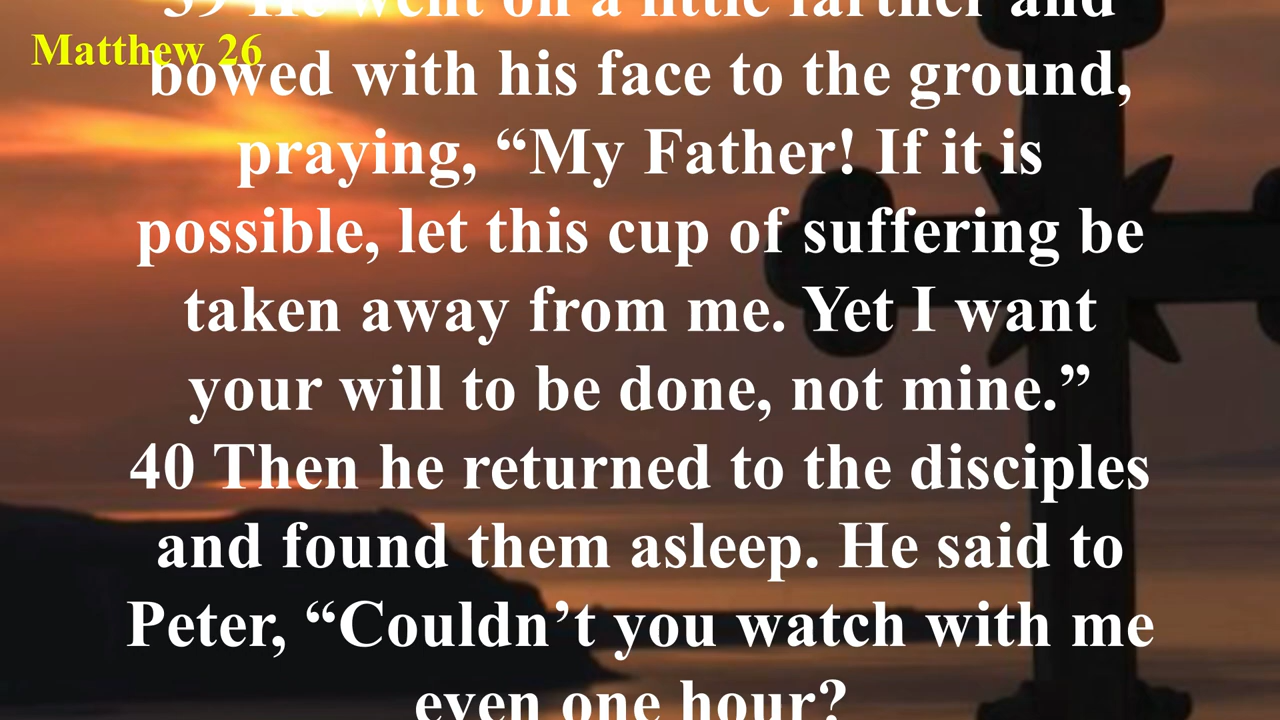 39 He went on a little farther and
Matthew 26
bowed with his face to the ground,
praying, “My Father! If it is
possible, let this cup of suffering be
taken away from me. Yet I want
your will to be done, not mine.”
40 Then he returned to the disciples
and found them asleep. He said to
Peter, “Couldn’t you watch with me
even one hour?